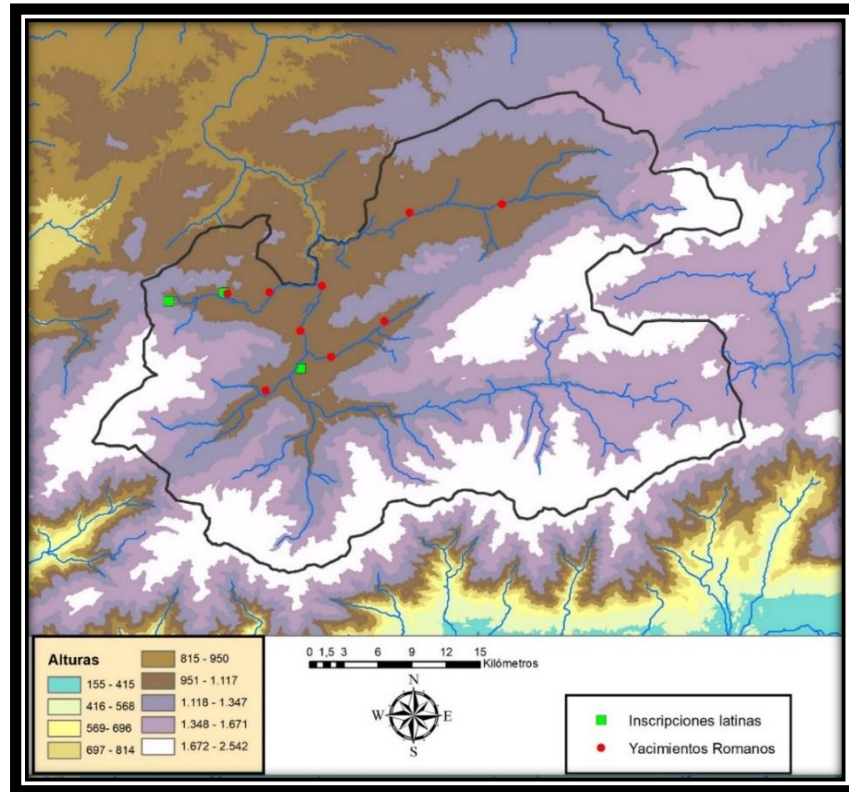 Alturas
155 - 415
416 - 568
569- 696
697 - 814
815 - 950
951 - 1.117
1.118 - 1.347
1.348 - 1.671
1.672 - 2.542
0 1,5 3 6 9 12 15
Kilómetros
N
W E
S
Inscripciones latinas
Yacimientos Romanos